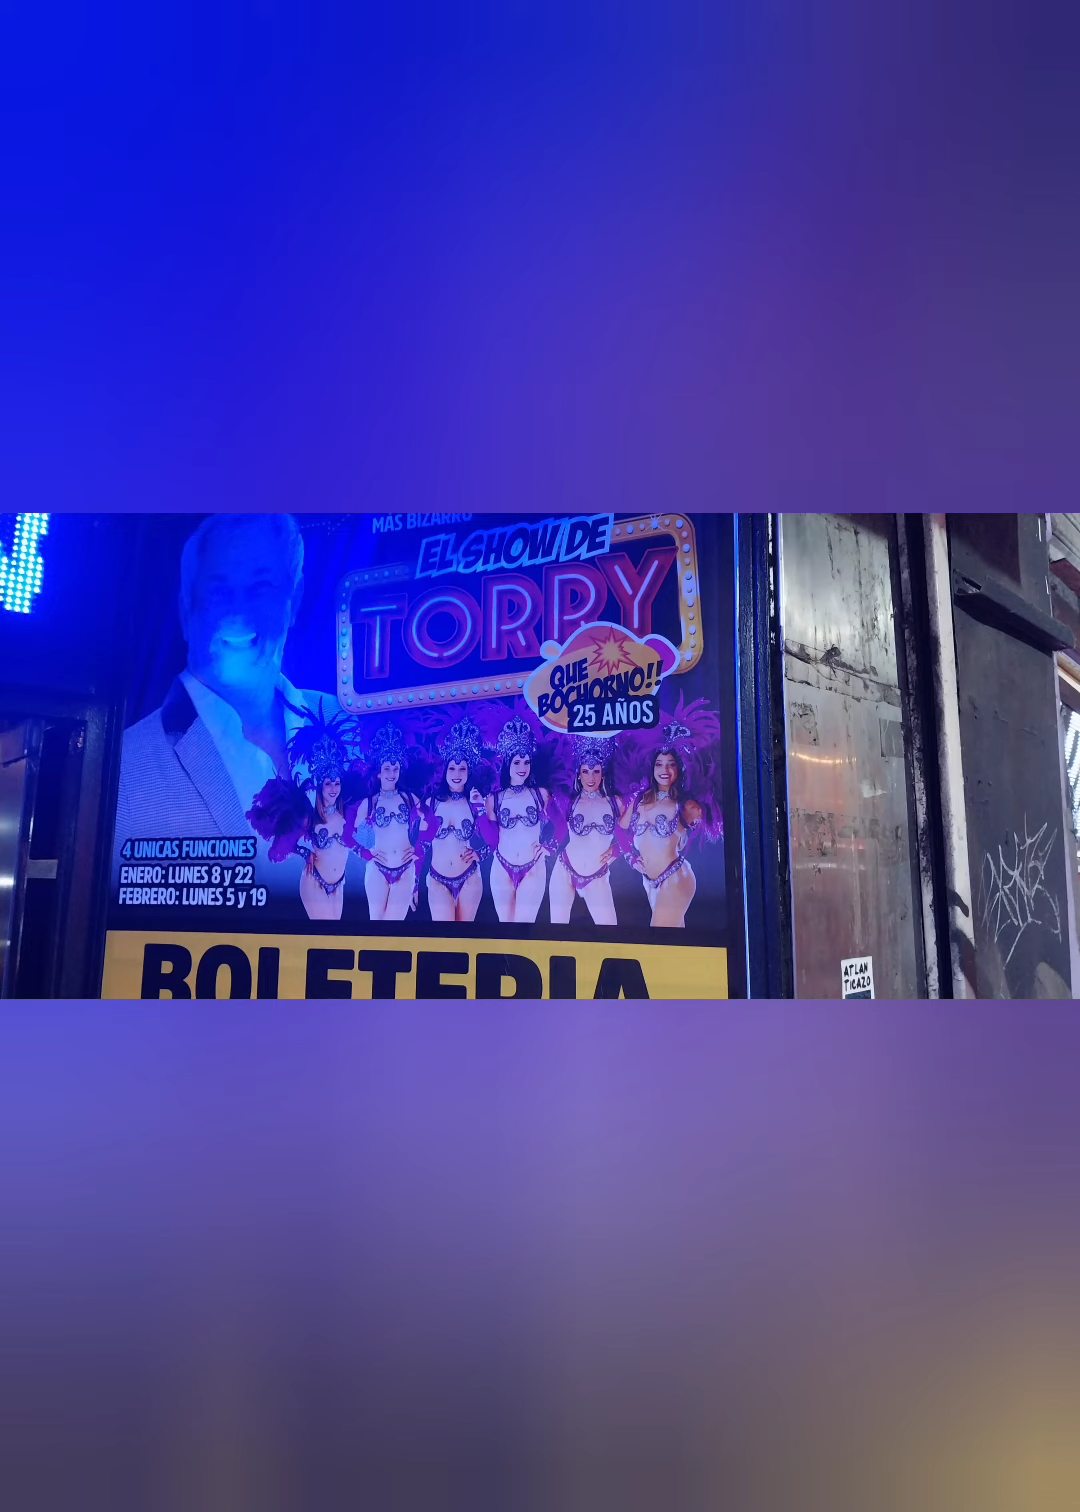 MÁS BIZARRO
EL SHOW DE
TORRY
QUE
BOCHORNO!!
25 AÑOS
4 UNICAS FUNCIONES
ENERO: LUNES 8 y 22
FEBRERO: LUNES 5 y 19
BOLETERIA
ATLAN
TICAZO